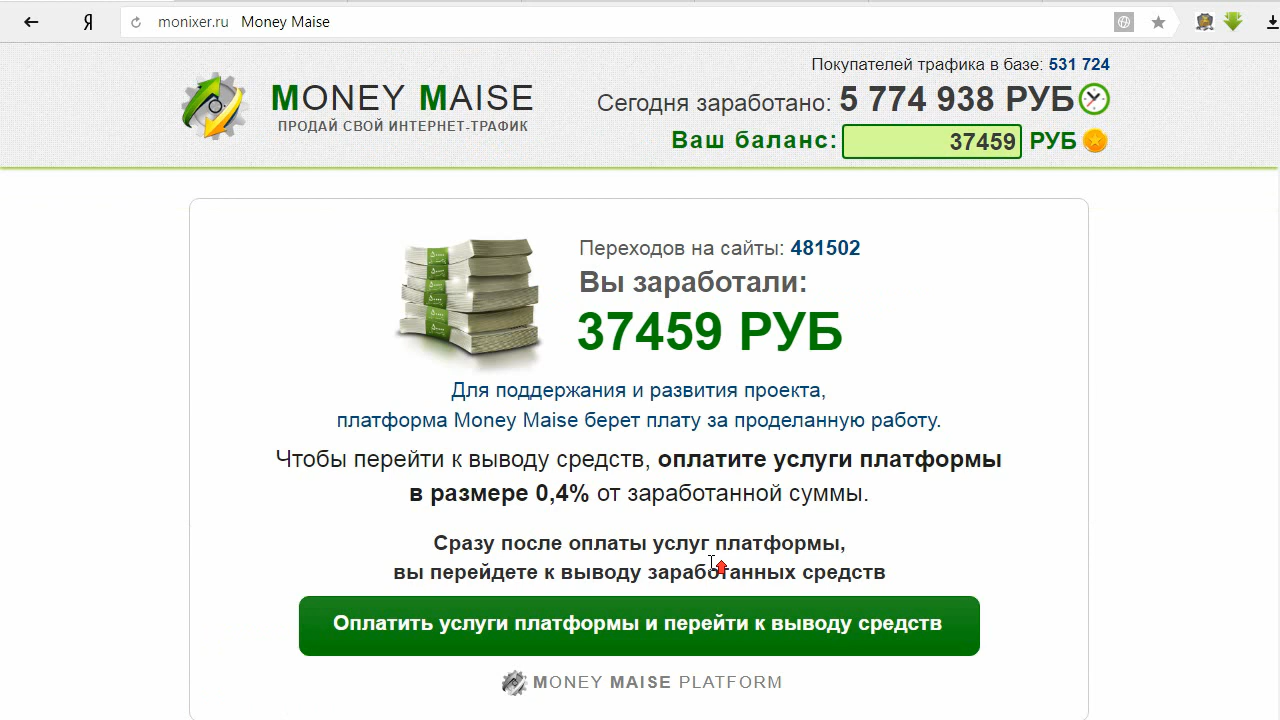 monixer.ru Money Maise
Покупателей трафика в базе: 531 724
MONEY MAISE
ПРОДАЙ СВОЙ ИНТЕРНЕТ-ТРАФИК
Сегодня заработано: 5 774 938 РУБ
Ваш баланс: 37459 РУБ
Переходов на сайты: 481502
Вы заработали:
37459 РУБ
Для поддержания и развития проекта,
платформа Money Maise берет плату за проделанную работу.
Чтобы перейти к выводу средств, оплатите услуги платформы
в размере 0,4% от заработанной суммы.
Сразу после оплаты услуг платформы,
вы перейдете к выводу заработанных средств
Оплатить услуги платформы и перейти к выводу средств
MONEY MAISE PLATFORM